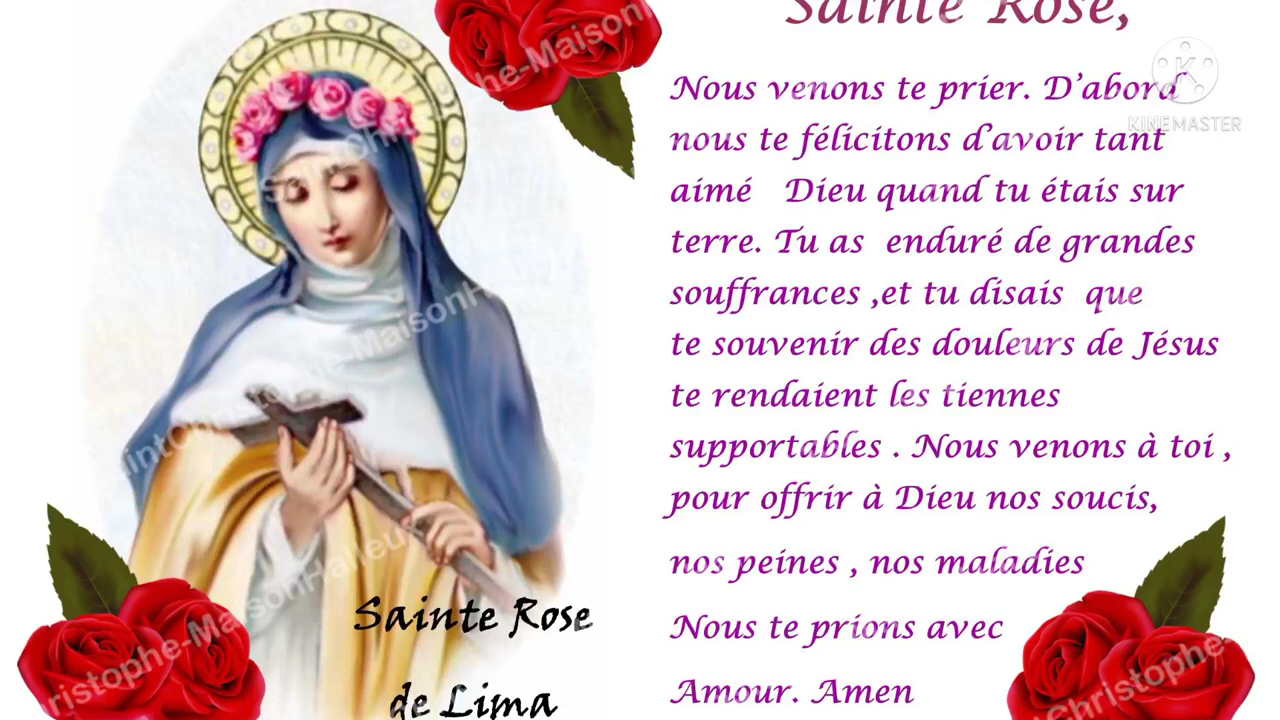 Sainte Rose,
Nous venons te prier. D’abord
nous te félicitons d’avoir tant
aimé Dieu quand tu étais sur
terre. Tu as enduré de grandes
souffrances ,et tu disais que
te souvenir des douleurs de Jésus
te rendaient les tiennes
supportables . Nous venons à toi ,
pour offrir à Dieu nos soucis,
nos peines , nos maladies
Nous te prions avec
Amour. Amen
Sainte Rose
de Lima
KINEMASTER